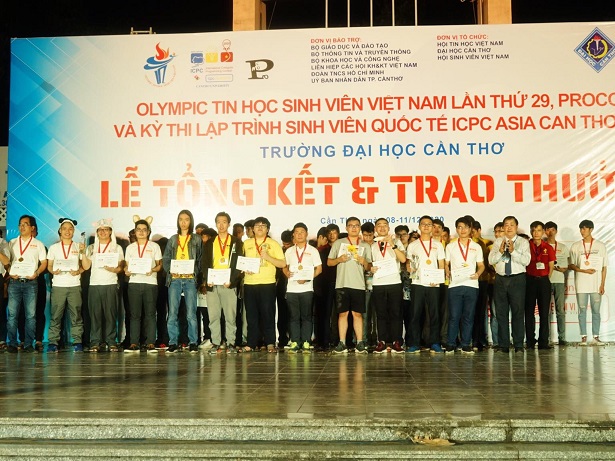 ĐƠN VỊ BẢO TRỢ:
BỘ GIÁO DỤC VÀ ĐÀO TẠO
BỘ THÔNG TIN VÀ TRUYỀN THÔNG
BỘ KHOA HỌC VÀ CÔNG NGHỆ
LIÊN HIỆP CÁC HỘI KH&KT VIỆT NAM
ĐOÀN TNCS HỒ CHÍ MINH
UỶ BAN NHÂN DÂN TP. CẦN THƠ
ĐƠN VỊ TỔ CHỨC:
HỘI TIN HỌC VIỆT NAM
ĐẠI HỌC CẦN THƠ
HỘI SINH VIÊN VIỆT NAM
icpc
OLYMPIC TIN HỌC SINH VIÊN VIỆT NAM LẦN THỨ 29, PROCO
VÀ KỲ THI LẬP TRÌNH SINH VIÊN QUỐC TẾ ICPC ASIA CAN THO
TRƯỜNG ĐẠI HỌC CẦN THƠ
LỄ TỔNG KẾT & TRAO THƯỞ